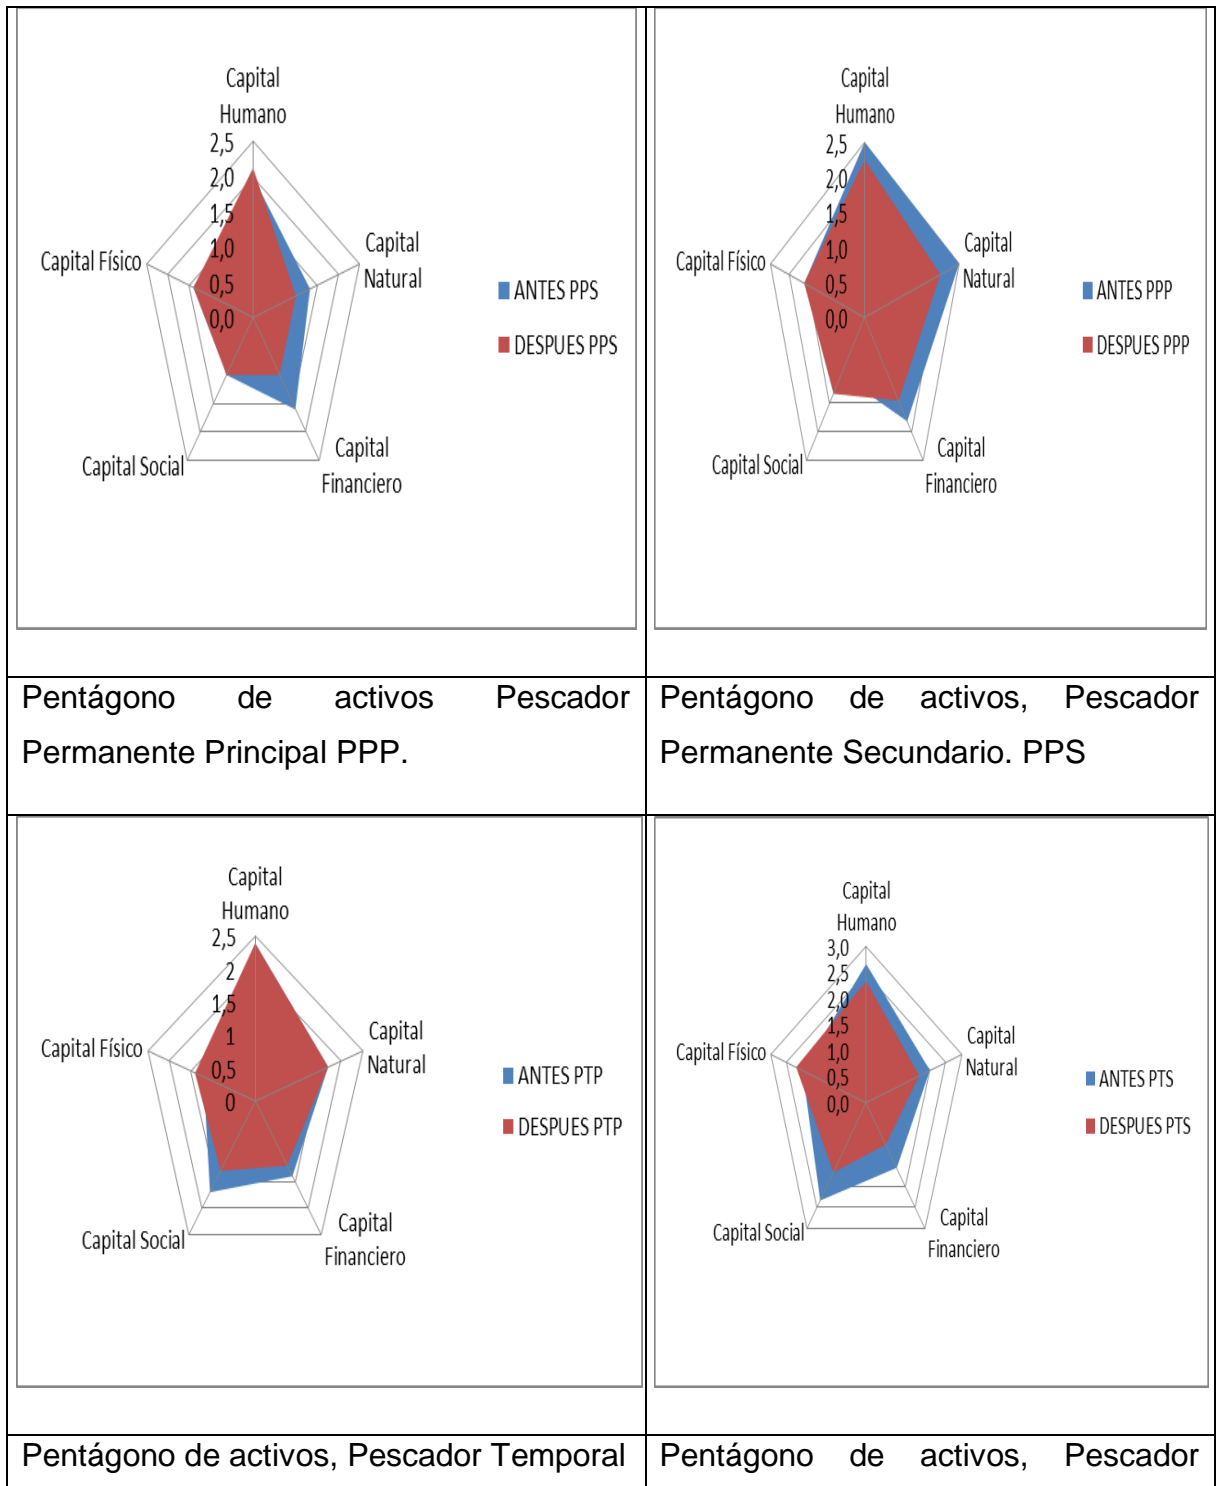 Capital
Humano
2,5
2,0
1,5
1,0
0,5
0,0
Capital Físico
Capital
Natural
Capital Social
Capital
Financiero
ANTES PPS
DESPUES PPS
Capital
Humano
2,5
2,0
1,5
1,0
0,5
0,0
Capital Físico
Capital
Natural
Capital Social
Capital
Financiero
ANTES PPP
DESPUES PPP
Pentágono de activos Pescador
Permanente Principal PPP.
Pentágono de activos, Pescador
Permanente Secundario. PPS
Capital
Humano
2,5
2
1,5
1
0,5
0
Capital Físico
Capital
Natural
Capital Social
Capital
Financiero
ANTES PTP
DESPUES PTP
Capital
Humano
3,0
2,5
2,0
1,5
1,0
0,5
0,0
Capital Físico
Capital
Natural
Capital Social
Capital
Financiero
ANTES PTS
DESPUES PTS
Pentágono de activos, Pescador Temporal
Pentágono de activos, Pescador